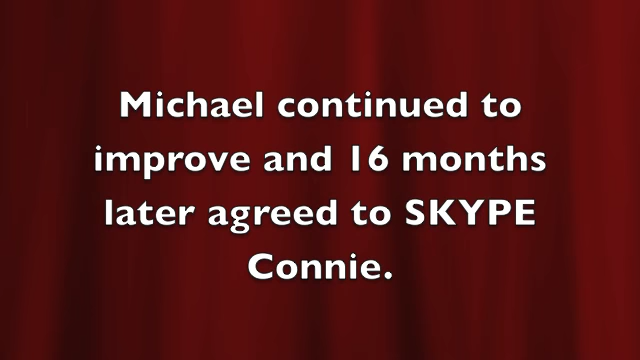 Michael continued to
improve and 16 months
later agreed to SKYPE
Connie.